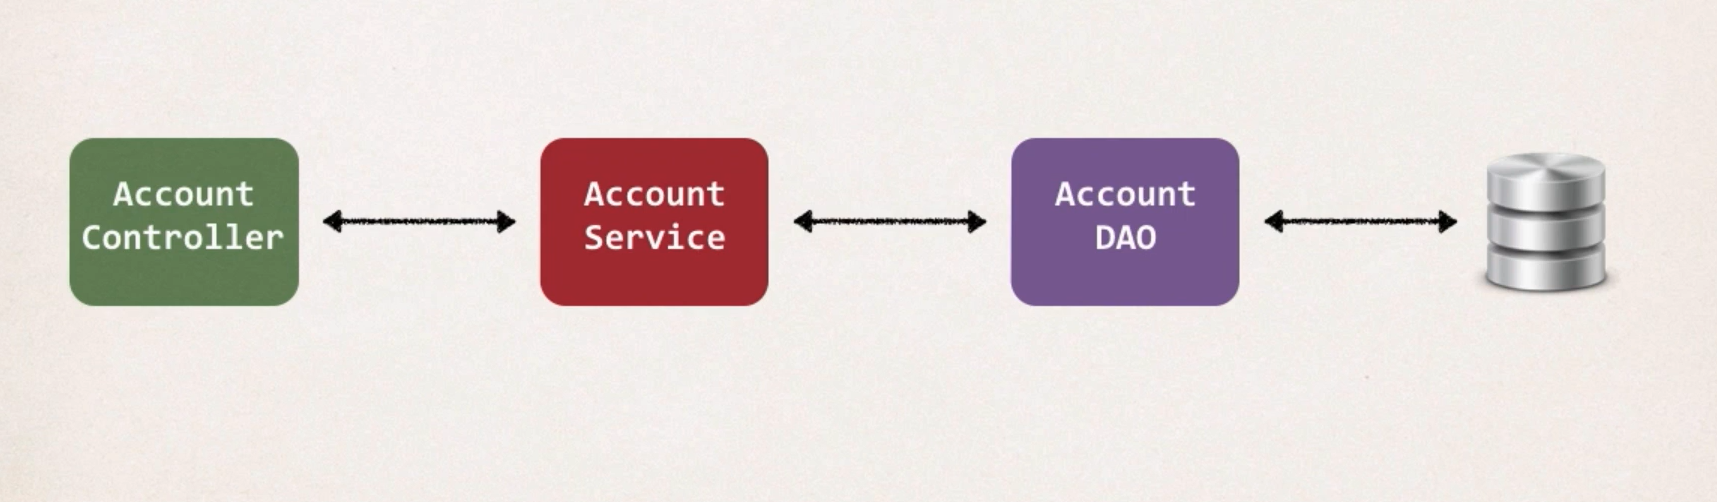 Account
Controller
Account
Service
Account
DAO